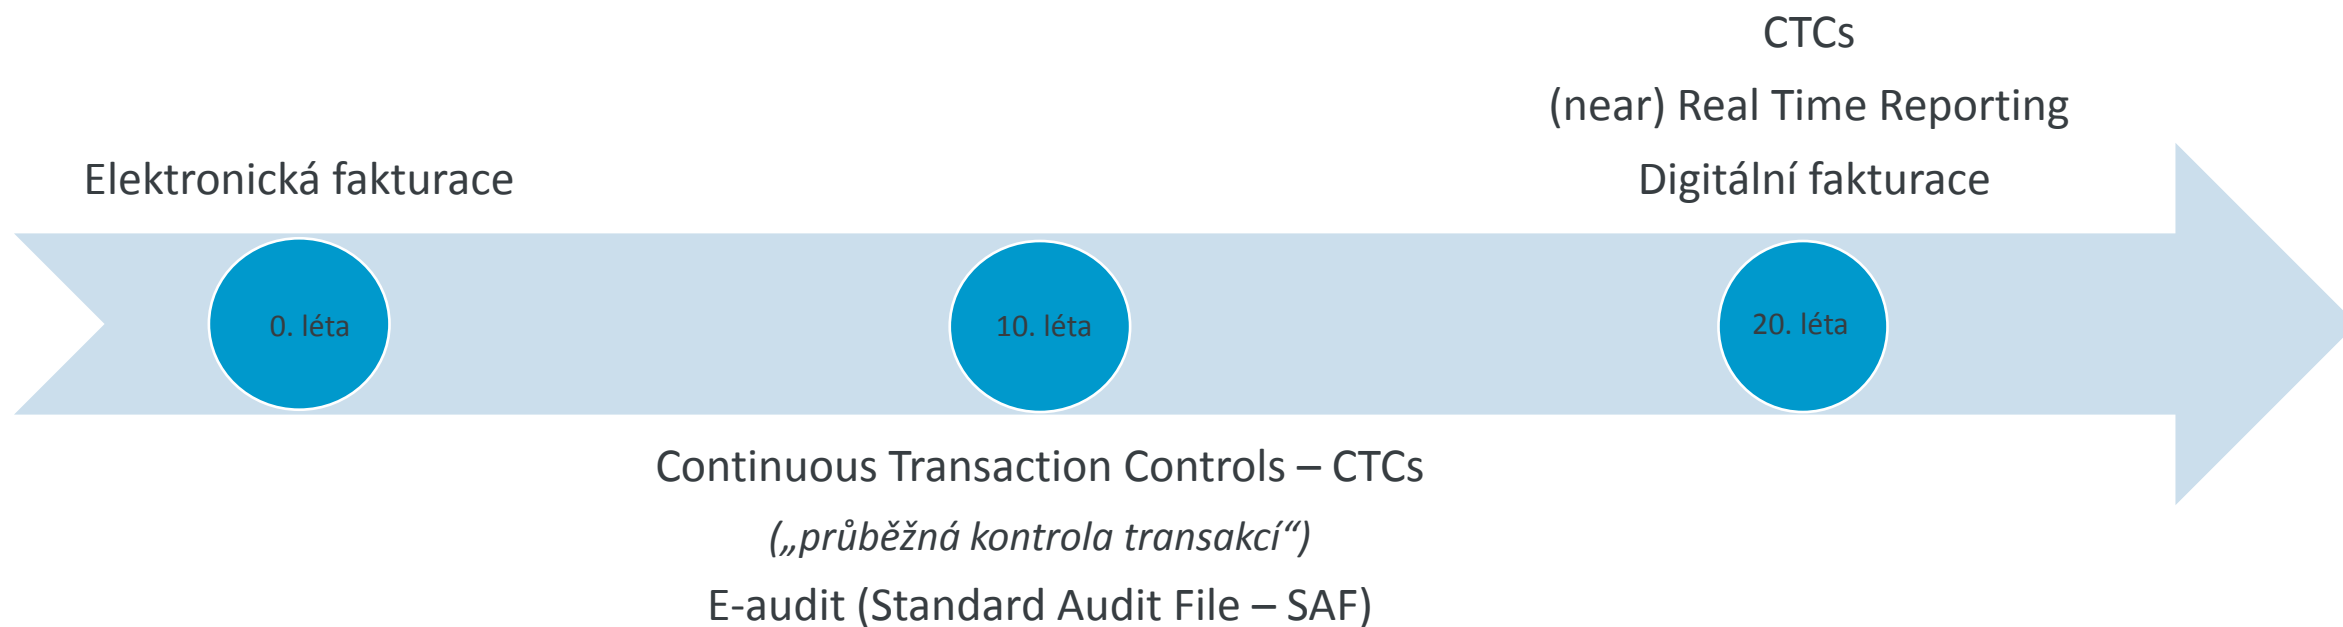 CTCs
(near) Real Time Reporting
Elektronická fakturace
Digitální fakturace
0. léta
10. léta
20. léta
Continuous Transaction Controls – CTCs
(„průběžná kontrola transakcí“)
E-audit (Standard Audit File – SAF)